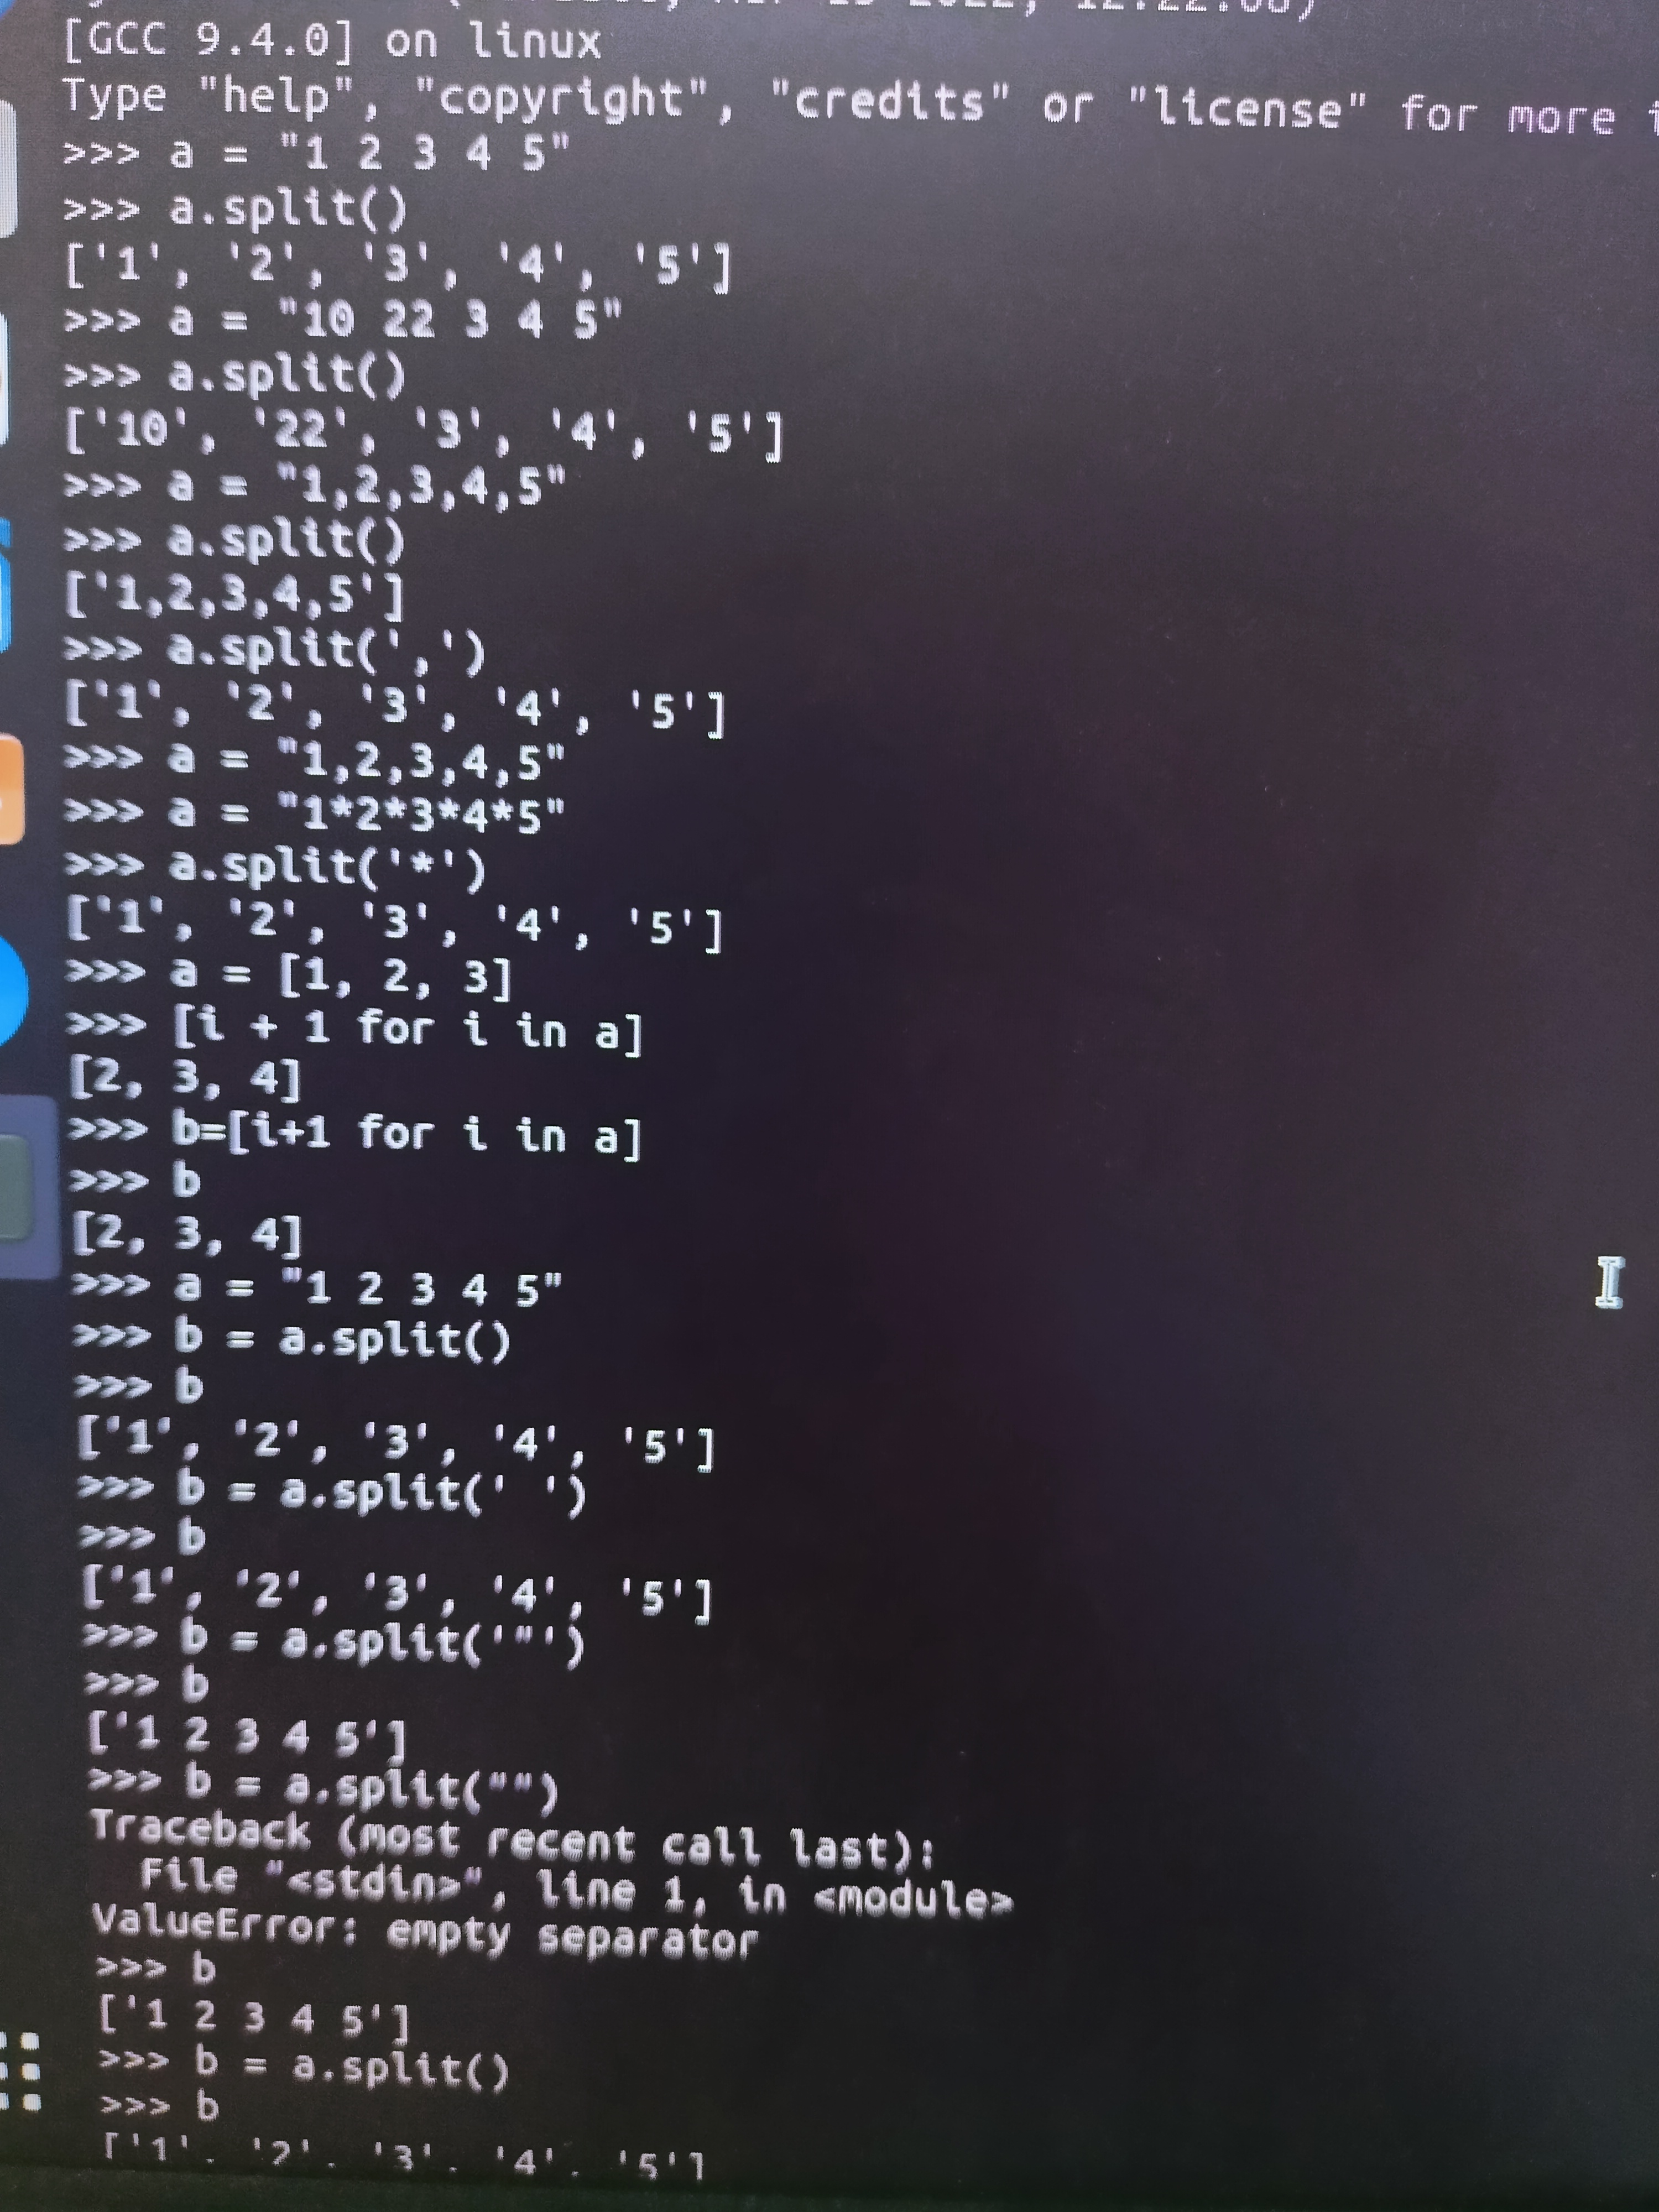 [GCC 9.4.0] on linux
Type "help", "copyright", "credits" or "license" for more
>>> a = "1 2 3 4 5"
>>> a.split()
['1', '2', '3', '4', '5']
>>> a = "10 22 3 4 5"
>>> a.split()
['10', '22', '3', '4', '5']
>>> a = "1,2,3,4,5"
>>> a.split()
['1,2,3,4,5']
>>> a.split(',')
['1', '2', '3', '4', '5']
>>> a = "1,2,3,4,5"
>>> a = "1*2*3*4*5"
>>> a.split('*')
['1', '2', '3', '4', '5']
>>> a = [1, 2, 3]
>>> [i + 1 for i in a]
[2, 3, 4]
>>> b=[i+1 for i in a]
>>> b
[2, 3, 4]
>>> a = "1 2 3 4 5"
>>> b = a.split()
>>> b
['1', '2', '3', '4', '5']
>>> b = a.split(' ')
>>> b
['1', '2', '3', '4', '5']
>>> b = a.split('"')
>>> b
['1 2 3 4 5']
>>> b = a.split("")
Traceback (most recent call last):
  File "<stdin>", line 1, in <module>
ValueError: empty separator
>>> b
['1 2 3 4 5']
>>> b = a.split()
>>> b
['1', '2', '3', '4', '5']